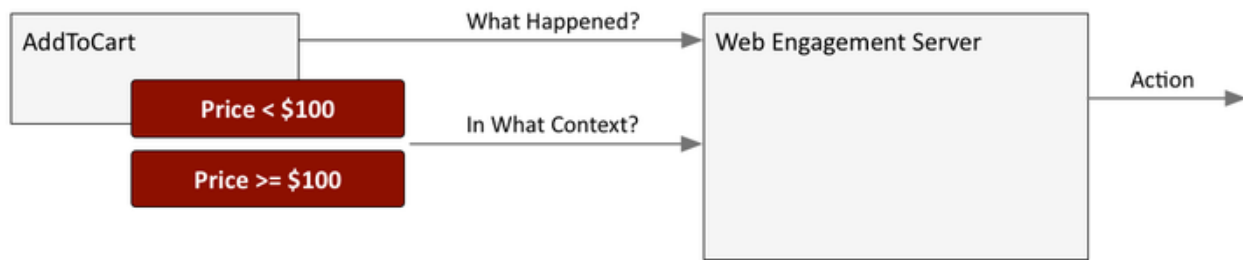 What Happened?
AddToCart
Web Engagement Server
Action
Price < $100
In What Context?
Price >= $100